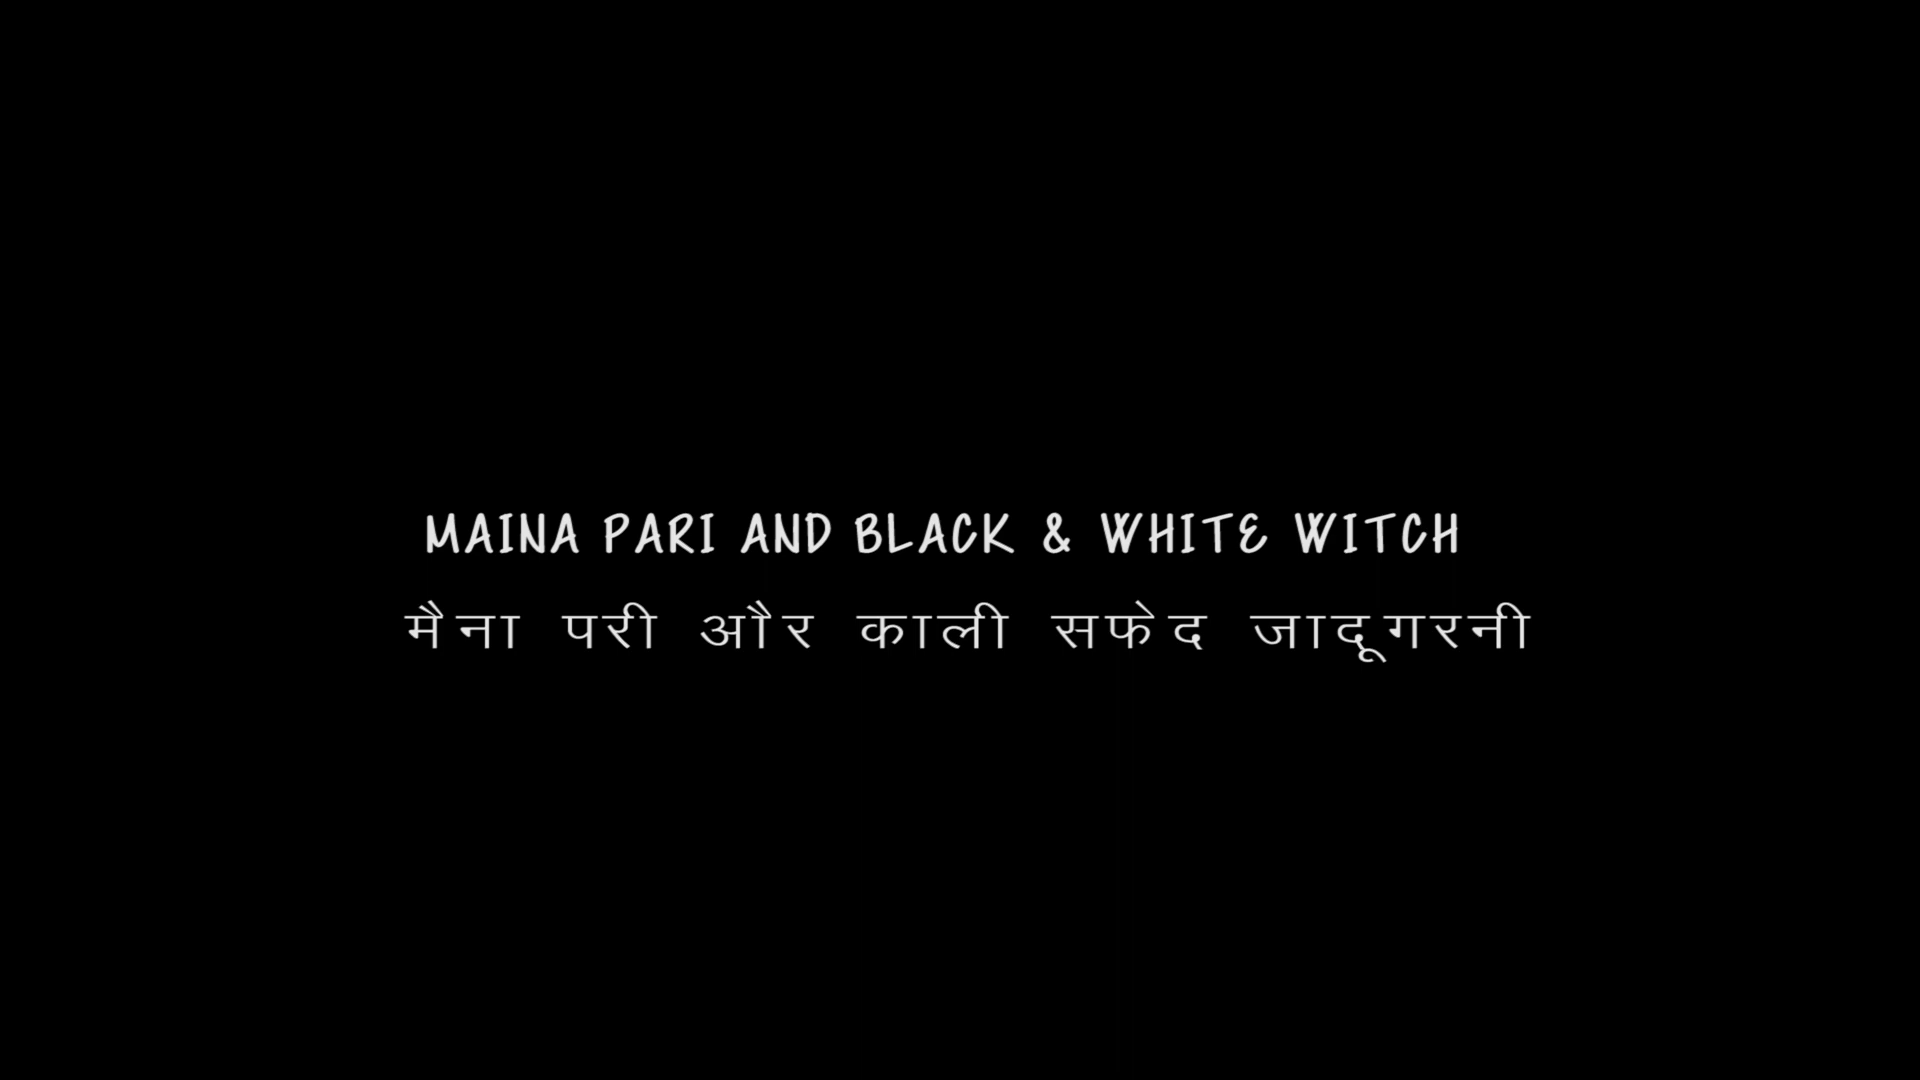 MAINA PARI AND BLACK & WHITE WITCH
मैना परी और काली सफेद जादूगरनी